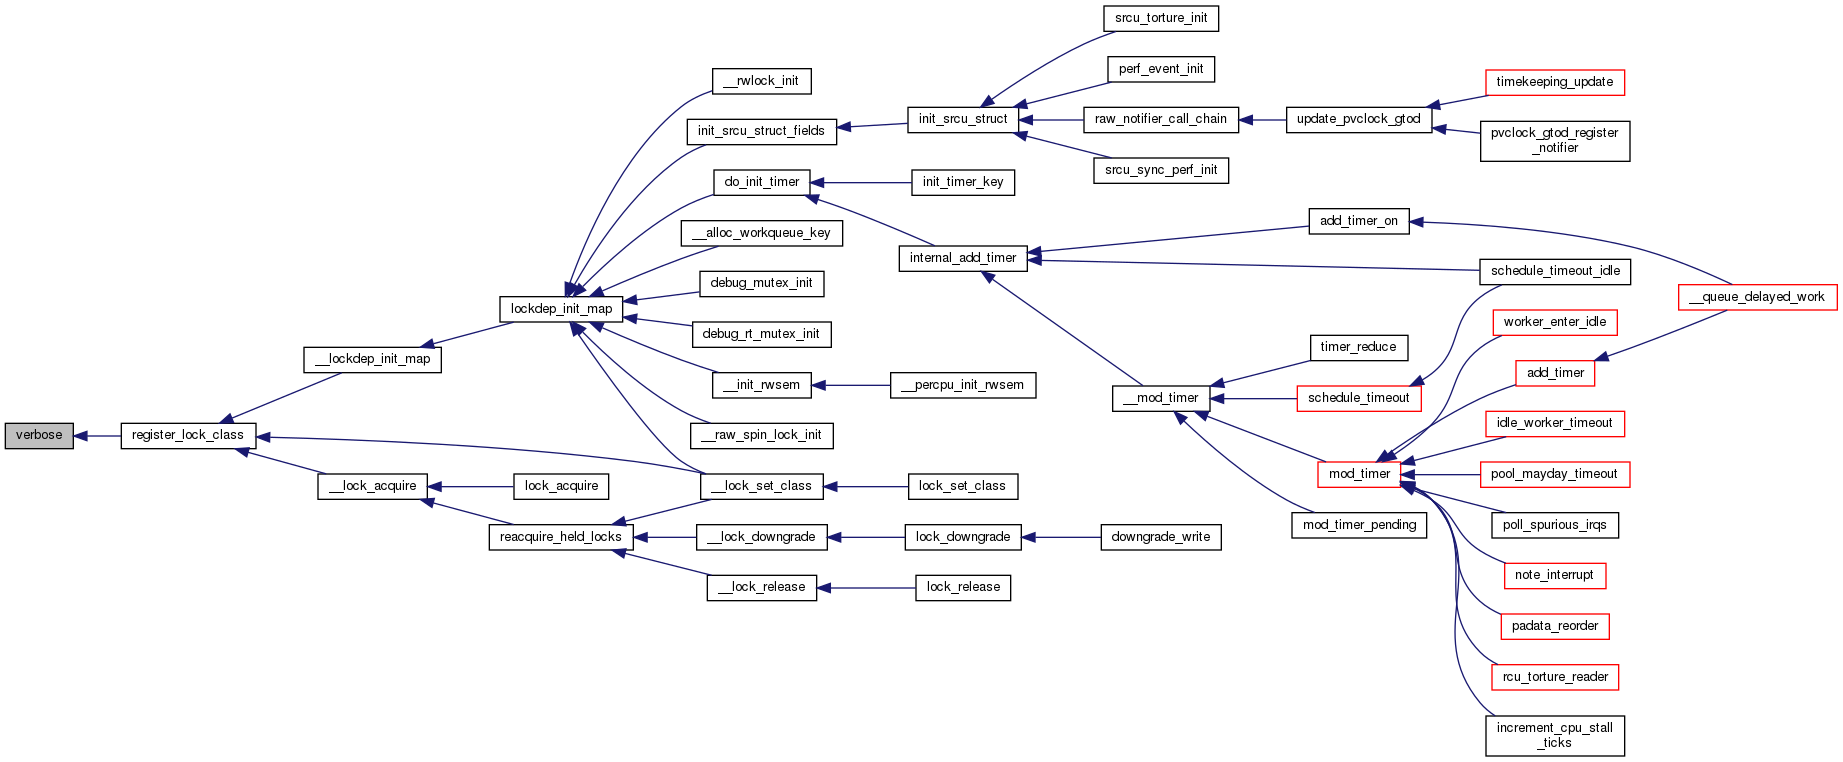 srcu_torture_init
perf_event_init
__rwlock_init
timekeeping_update
init_srcu_struct
raw_notifier_call_chain
update_pvclock_gtod
init_srcu_struct_fields
pvclock_gtod_register
_notifier
srcu_sync_perf_init
do_init_timer
init_timer_key
add_timer_on
__alloc_workqueue_key
internal_add_timer
schedule_timeout_idle
debug_mutex_init
__queue_delayed_work
lockdep_init_map
worker_enter_idle
debug_rt_mutex_init
timer_reduce
__lockdep_init_map
add_timer
__init_rwsem
__percpu_init_rwsem
__mod_timer
schedule_timeout
idle_worker_timeout
verbose
register_lock_class
__raw_spin_lock_init
mod_timer
pool_mayday_timeout
__lock_acquire
lock_acquire
__lock_set_class
lock_set_class
mod_timer_pending
poll_spurious_irqs
reacquire_held_locks
__lock_downgrade
lock_downgrade
downgrade_write
note_interrupt
__lock_release
lock_release
padata_reorder
rcu_torture_reader
increment_cpu_stall
_ticks